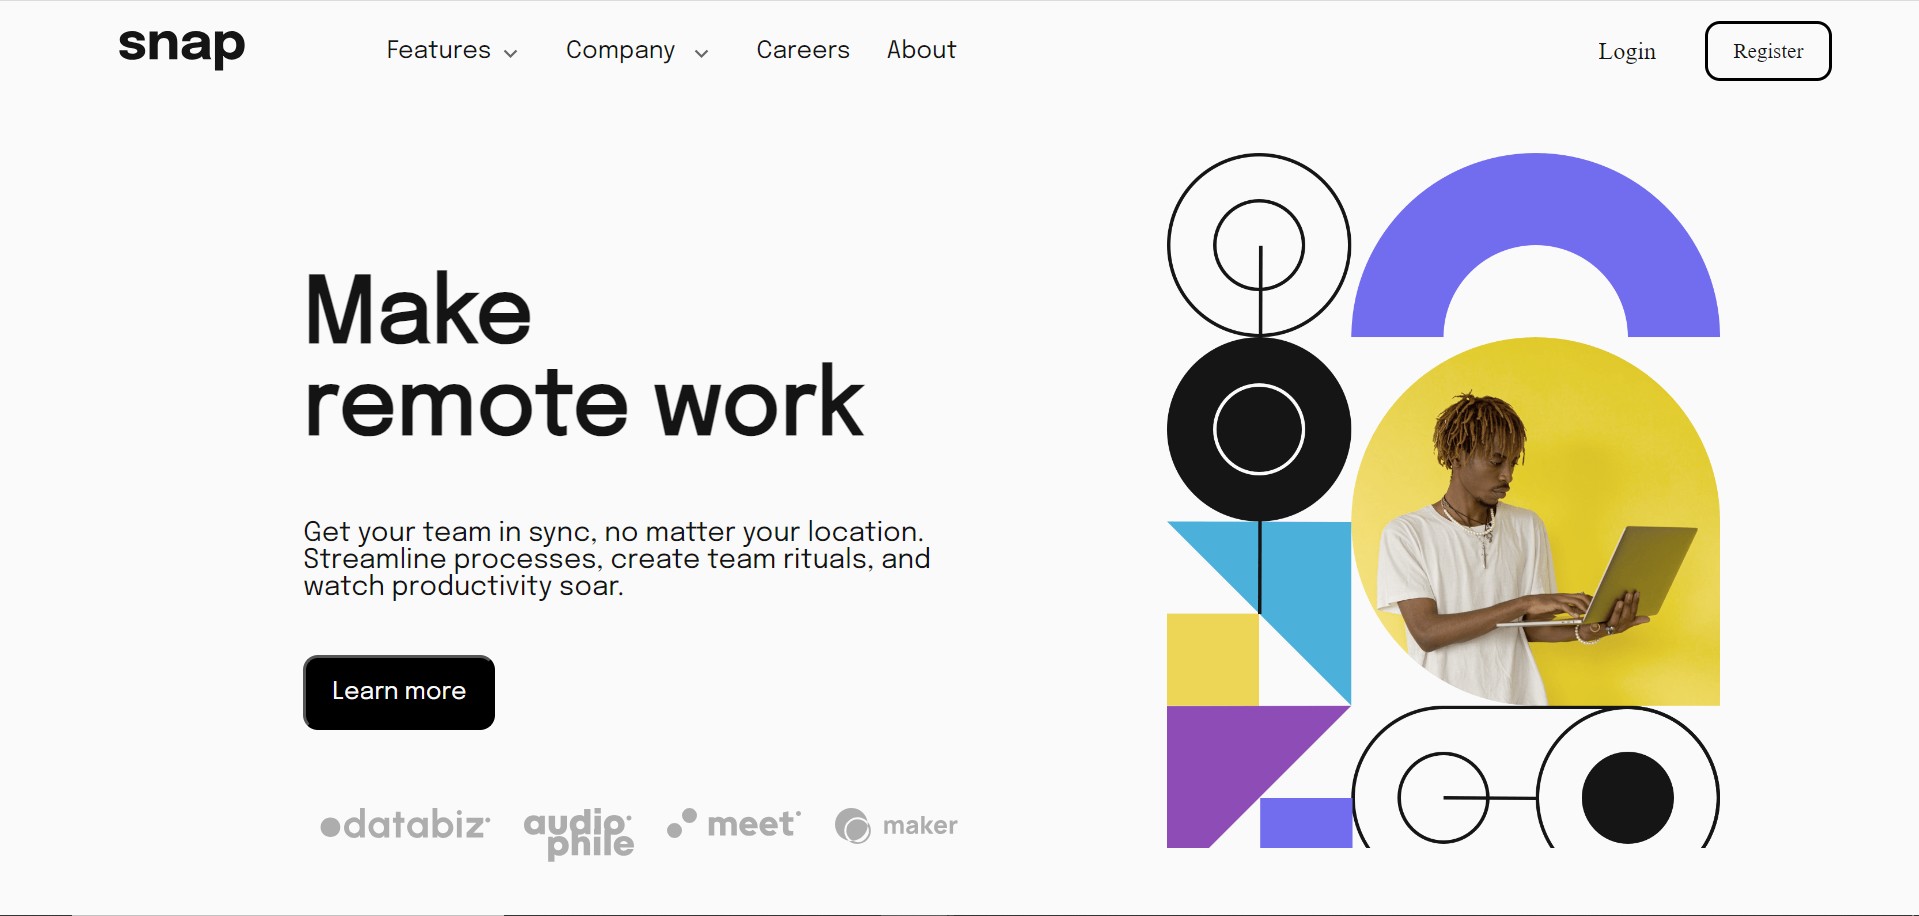 snap
Features
Company
Careers
About
Login
Register
Make
remote work
Get your team in sync, no matter your location.
Streamline processes, create team rituals, and
watch productivity soar.
Learn more
databiz
audiophile
meet
maker